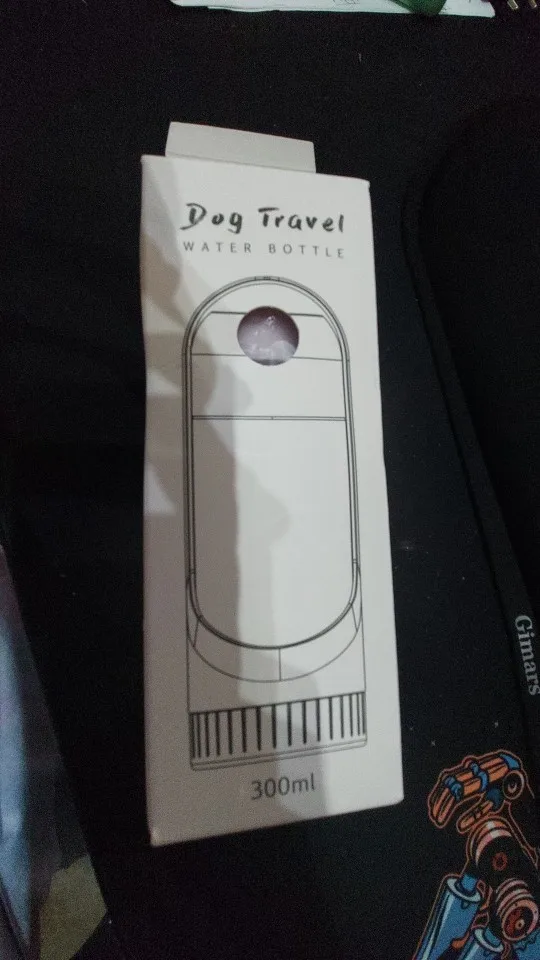 Dog Travel
WATER BOTTLE
300ml
Gimars